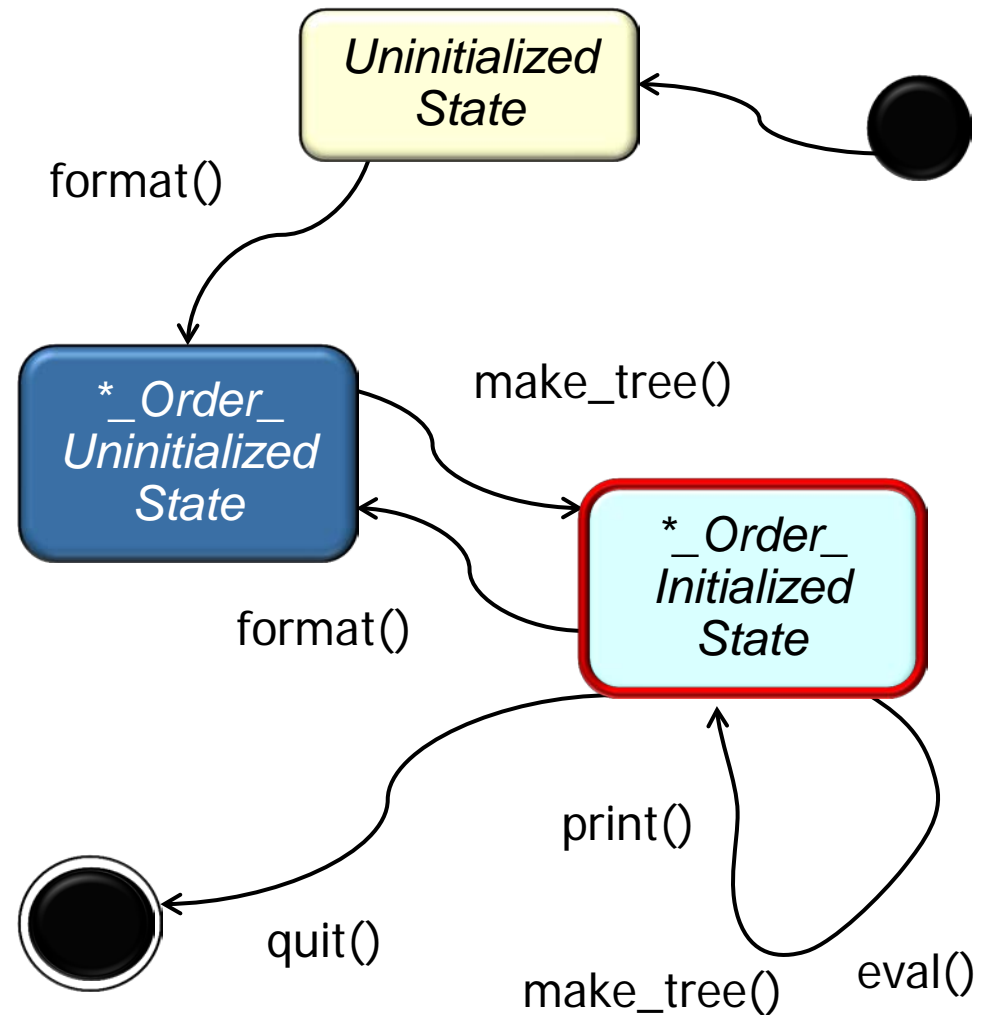 Uninitialized
State
format()
*_Order_
Uninitialized
State
make_tree()
*_Order_
Initialized
State
format()
print()
quit()
make_tree()
eval()